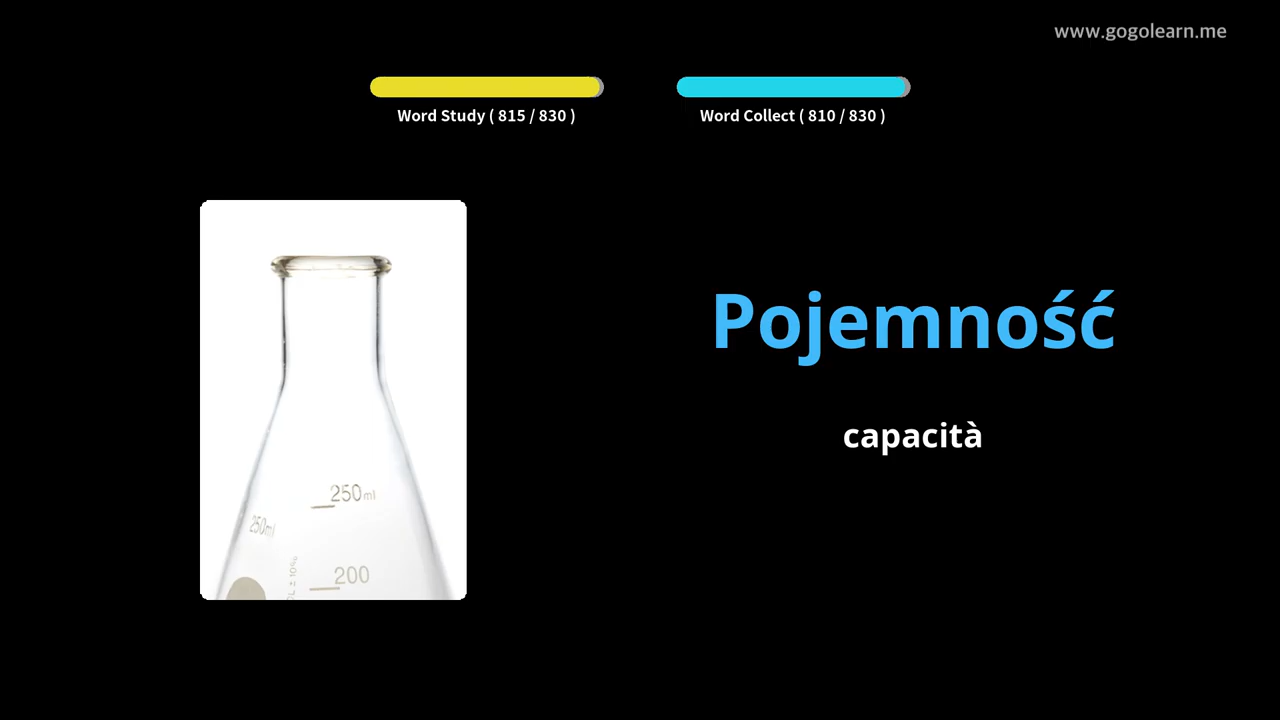 www.gogolearn.me
Word Study ( 815 / 830 )
Word Collect ( 810 / 830 )
Pojemność
capacità
250ml
250ml
200